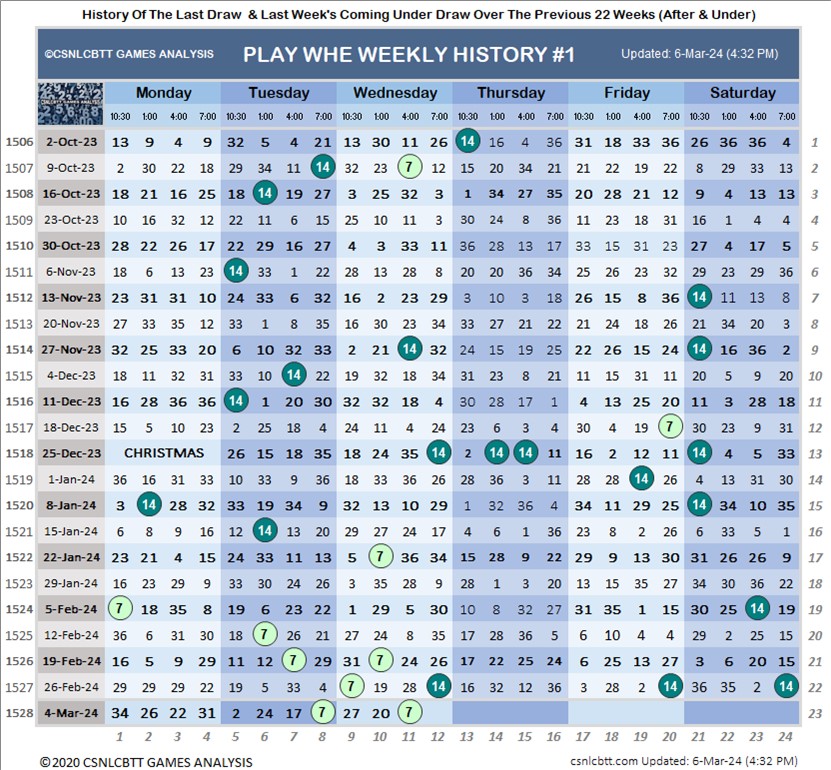 History Of The Last Draw & Last Week's Coming Under Draw Over The Previous 22 Weeks (After & Under)
©CSNLCBTT GAMES ANALYSIS PLAY WHE WEEKLY HISTORY #1 Updated: 6-Mar-24 (4:32 PM)
Monday Tuesday Wednesday Thursday Friday Saturday
10:30 1:00 4:00 7:00 10:30 1:00 4:00 7:00 10:30 1:00 4:00 7:00 10:30 1:00 4:00 7:00 10:30 1:00 4:00 7:00 10:30 1:00 4:00 7:00
1506 2-Oct-23 13 9 4 9 32 5 4 21 13 30 11 26 14 16 4 36 31 18 33 36 26 36 36 4 1
1507 9-Oct-23 2 30 22 18 29 34 11 14 32 23 7 12 15 20 34 21 21 22 19 22 8 29 33 13 2
1508 16-Oct-23 18 21 16 25 18 14 19 27 3 25 32 3 1 34 27 35 20 28 21 12 9 4 13 13 3
1509 23-Oct-23 10 16 32 12 22 11 6 15 25 10 11 3 30 24 8 36 11 23 18 31 16 1 4 4 4
1510 30-Oct-23 28 22 26 17 22 29 16 27 4 3 33 11 36 28 13 17 33 15 31 23 27 4 17 5 5
1511 6-Nov-23 18 6 13 23 14 33 1 22 28 13 28 8 20 20 36 34 25 26 23 32 29 23 29 36 6
1512 13-Nov-23 23 31 31 10 24 33 6 32 16 2 23 29 3 10 3 18 26 15 8 36 14 11 13 8 7
1513 20-Nov-23 27 33 33 12 33 1 8 35 16 30 23 34 33 27 21 22 21 24 18 26 21 34 20 3 8
1514 27-Nov-23 32 25 33 20 6 10 32 33 2 21 14 32 24 15 19 25 22 26 15 24 14 16 36 2 9
1515 4-Dec-23 18 11 32 31 33 10 14 22 19 32 18 34 31 23 8 21 11 15 31 11 20 9 24 10
1516 11-Dec-23 16 28 36 36 14 1 20 30 32 32 18 4 30 28 17 1 4 13 25 20 11 3 28 18 11
1517 18-Dec-23 15 5 10 23 2 25 18 4 24 11 4 24 23 6 3 4 30 4 19 7 30 23 9 31 12
1518 25-Dec-23 CHRISTMAS 26 15 18 35 18 24 35 14 2 14 14 11 16 2 12 11 14 4 5 33 13
1519 1-Jan-24 36 16 31 33 10 33 9 36 18 33 36 26 28 36 3 11 28 28 14 29 4 13 31 30 14
1520 8-Jan-24 3 14 28 32 33 19 34 9 32 13 10 29 1 32 36 4 34 11 29 25 14 34 10 35 15
1521 15-Jan-24 6 8 9 16 12 14 13 20 29 27 24 17 4 6 1 36 23 8 2 26 6 33 5 1 16
1522 22-Jan-24 23 21 4 15 24 33 11 13 5 7 36 34 15 28 9 22 29 9 13 30 31 26 26 9 17
1523 29-Jan-24 16 23 29 9 33 30 24 26 3 35 28 9 28 1 3 20 13 15 35 27 34 30 36 22 18
1524 5-Feb-24 7 18 35 8 19 6 23 22 1 29 5 30 10 8 32 27 31 35 1 15 30 25 14 19 19
1525 12-Feb-24 36 6 31 30 18 7 26 21 27 24 8 35 17 28 36 5 6 10 4 4 29 2 25 15 20
1526 19-Feb-24 16 5 9 29 11 12 7 29 31 7 24 26 17 22 25 24 6 25 13 27 3 6 20 15 21
1527 26-Feb-24 29 29 29 22 19 5 33 4 7 19 28 14 16 32 12 36 3 28 2 14 36 35 2 14 22
1528 4-Mar-24 34 26 22 31 2 24 17 7 27 20 7 23
1 2 3 4 5 6 7 8 9 10 11 12 13 14 15 16 17 18 19 20 21 22 23 24
©2020 CSNLCBTT GAMES ANALYSIS csnlcbtt.com Updated: 6-Mar-24 (4:32 PM)